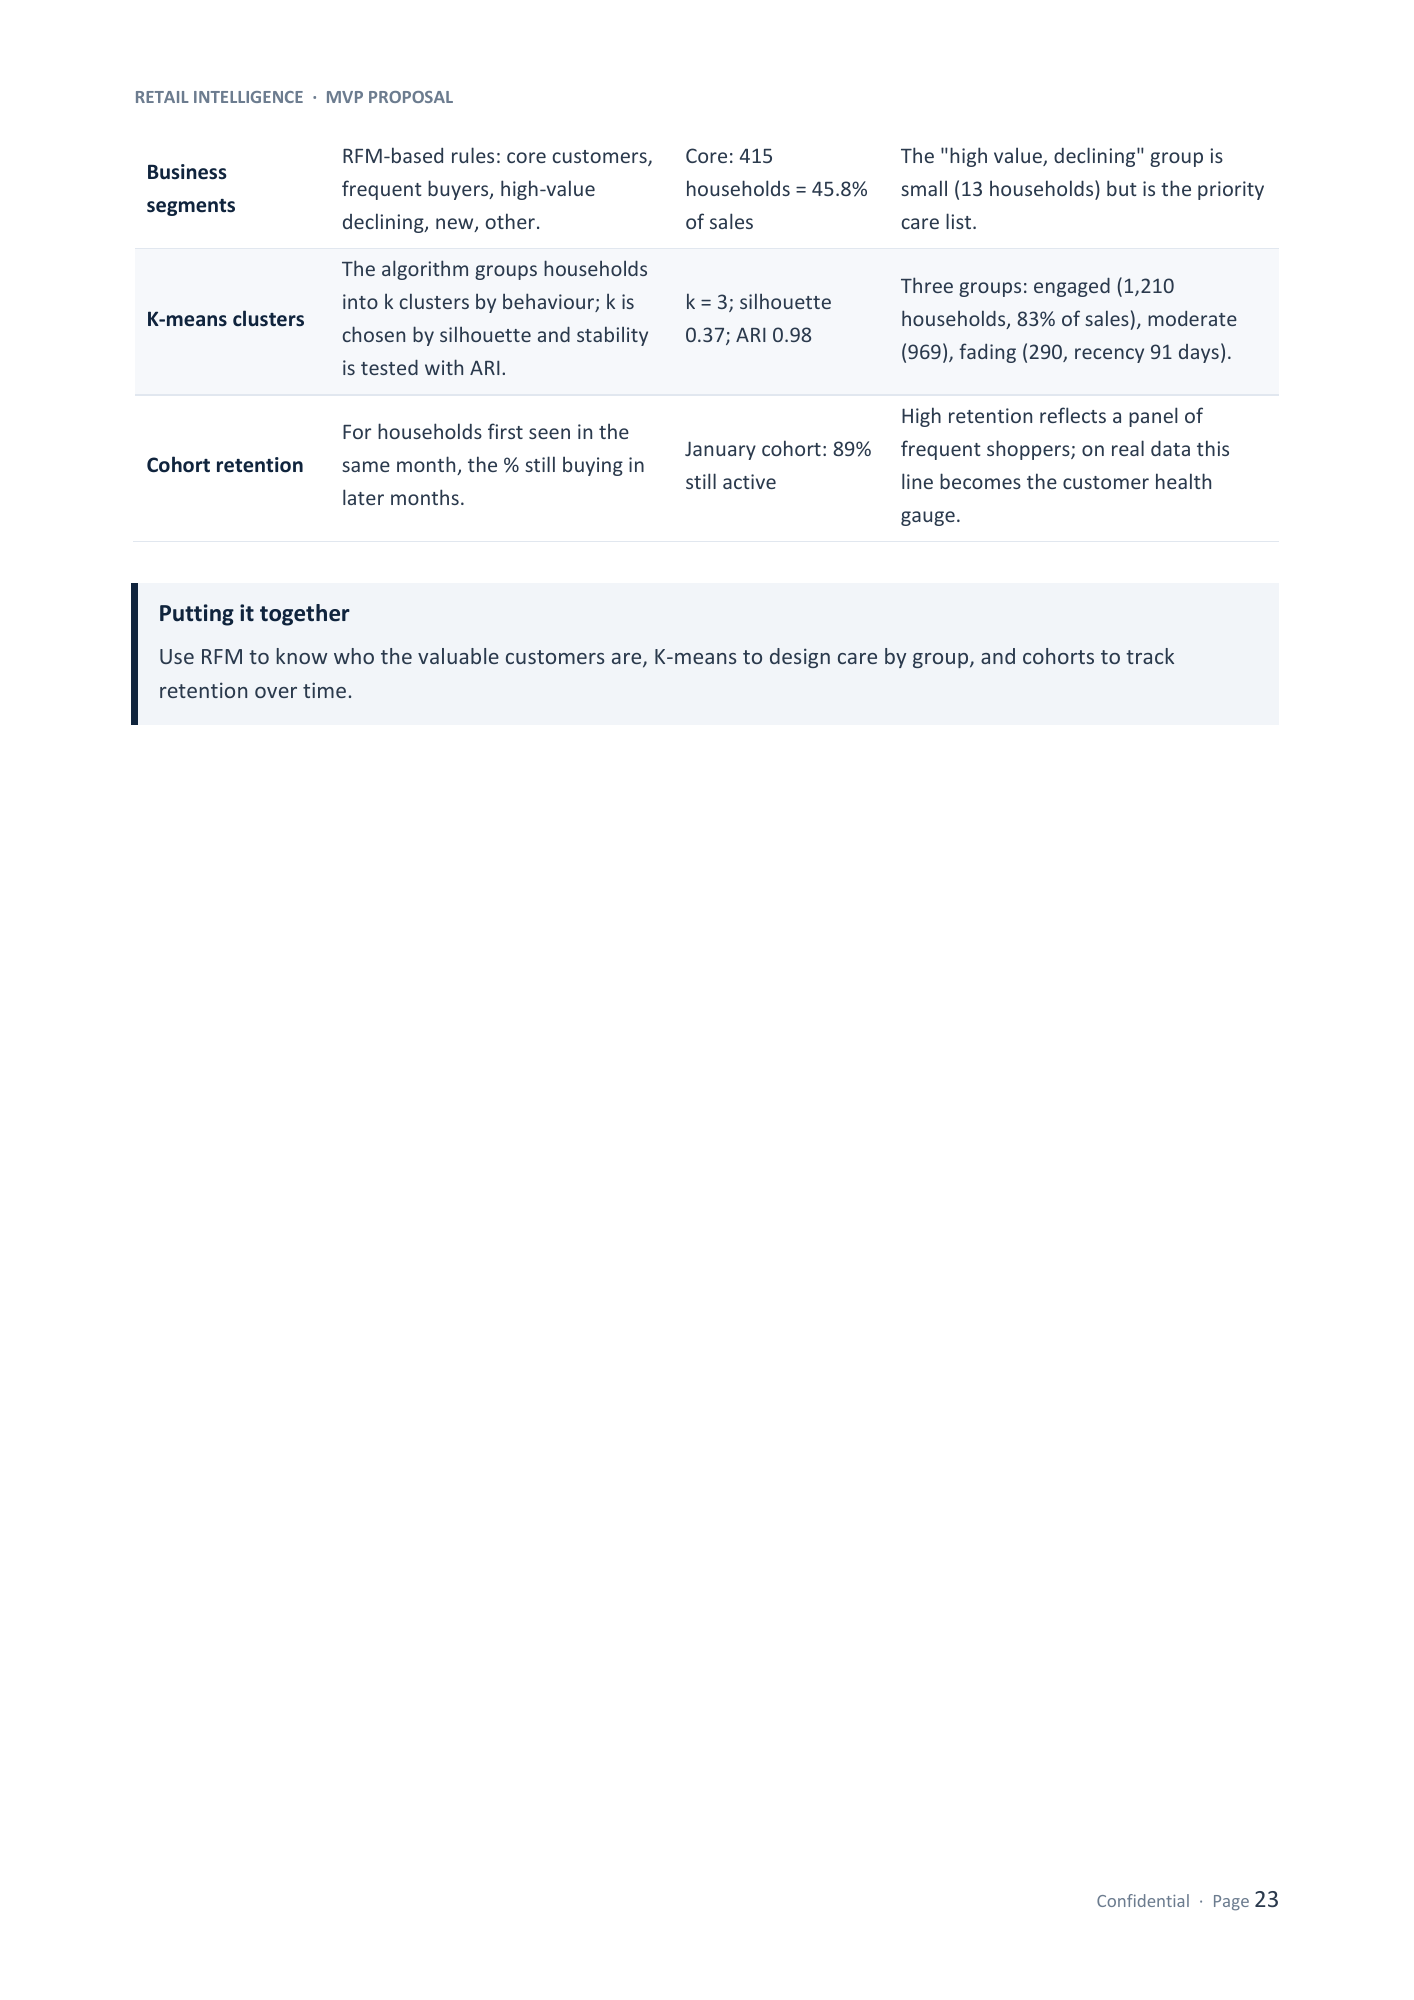 RETAIL INTELLIGENCE · MVP PROPOSAL
Business
segments
RFM-based rules: core customers,
frequent buyers, high-value
declining, new, other.
Core: 415
households = 45.8%
of sales
The "high value, declining" group is
small (13 households) but is the priority
care list.
K-means clusters
The algorithm groups households
into k clusters by behaviour; k is
chosen by silhouette and stability
is tested with ARI.
k = 3; silhouette
0.37; ARI 0.98
Three groups: engaged (1,210
households, 83% of sales), moderate
(969), fading (290, recency 91 days).
Cohort retention
For households first seen in the
same month, the % still buying in
later months.
January cohort: 89%
still active
High retention reflects a panel of
frequent shoppers; on real data this
line becomes the customer health
gauge.
Putting it together
Use RFM to know who the valuable customers are, K-means to design care by group, and cohorts to track
retention over time.
Confidential · Page 23